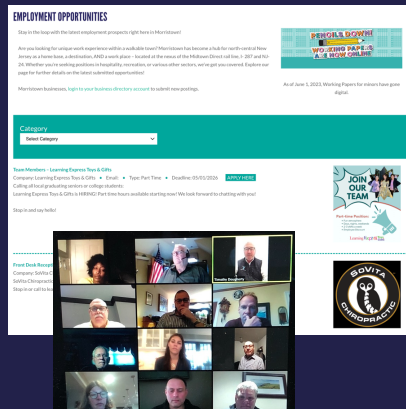 EMPLOYMENT OPPORTUNITIES
Stay in the loop with the latest employment prospects right here in Morristown!
Are you looking for unique work experience within a walkable town? Morristown has become a hub for north-central New
Jersey as a home base, a destination, AND a work place - located at the nexus of the Midtown Direct rail line, I- 287 and NJ-
24. Whether you're seeking positions in hospitality, recreation, or various other sectors, we've got you covered. Explore our
page for further details on the latest submitted opportunities!
Morristown businesses, login to your business directory account to submit new postings.
PENCILS DOWN!
WORKING PAPERS
ARE NOW ONLINE
As of June 1, 2023, Working Papers for minors have gone
digital.
Category
Select Category
Team Members – Learning Express Toys & Gifts
Company: Learning Express Toys & Gifts • Email: • Type: Part Time • Deadline: 05/01/2026 APPLY HERE
Calling all local graduating seniors or college students:
Learning Express Toys & Gifts is HIRING! Part time hours available starting now! We look forward to chatting with you!
Stop in and say hello!
JOIN
OUR
TEAM
Part-time Positions
Learning Express
Front Desk Recept
Company: SoVita C
SoVita Chiropractic
Stop in or call to lea
Timothy Dougherty
SOVITA
CHIROPRACTIC